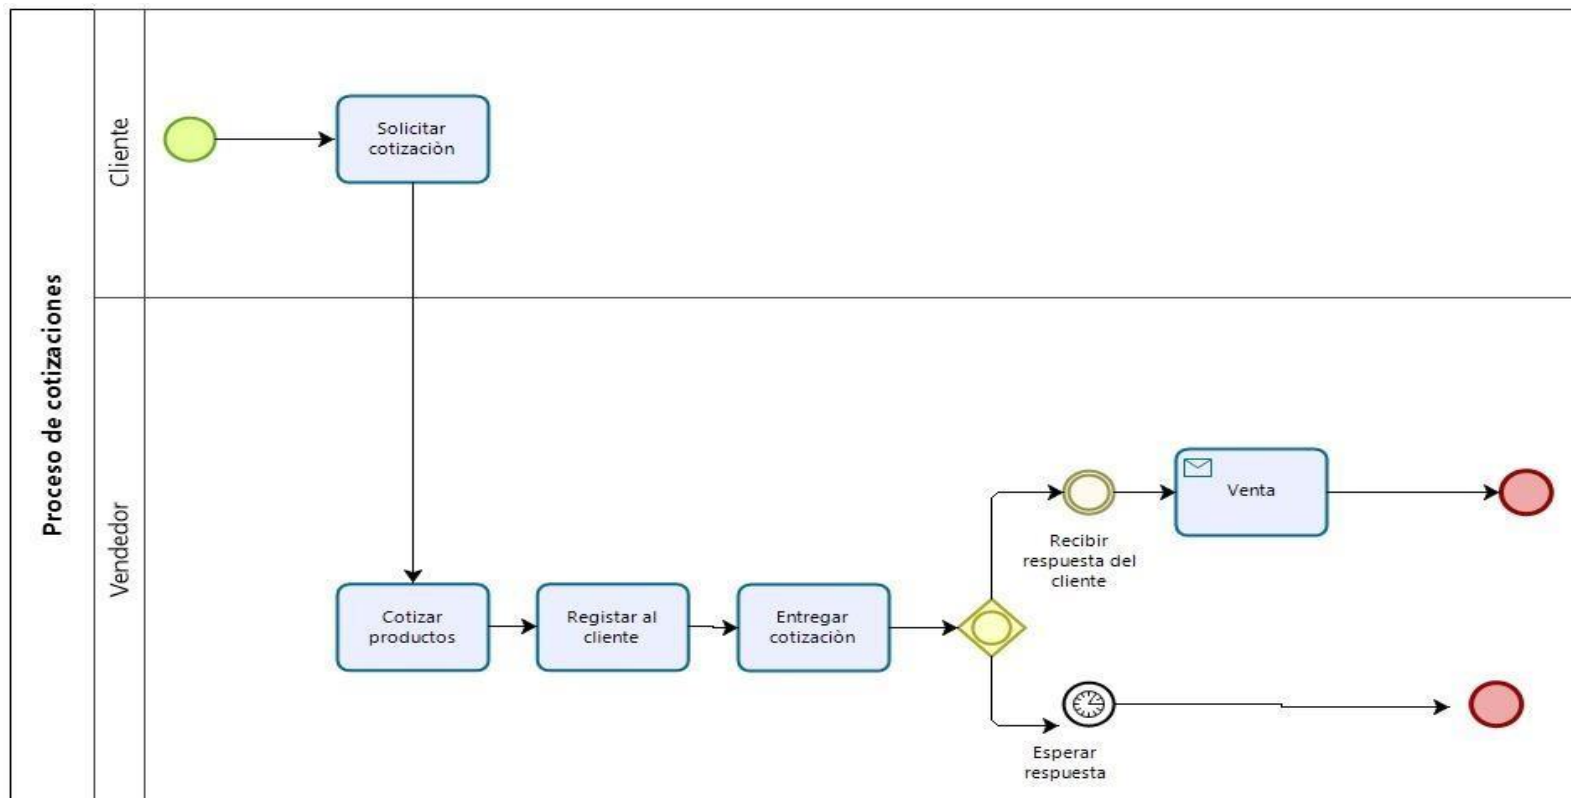 Proceso de cotizaciones
Cliente
Solicitar
cotizaciòn
Vendedor
Cotizar
productos
Registar al
cliente
Entregar
cotizaciòn
Recibir
respuesta del
cliente
Venta
Esperar
respuesta